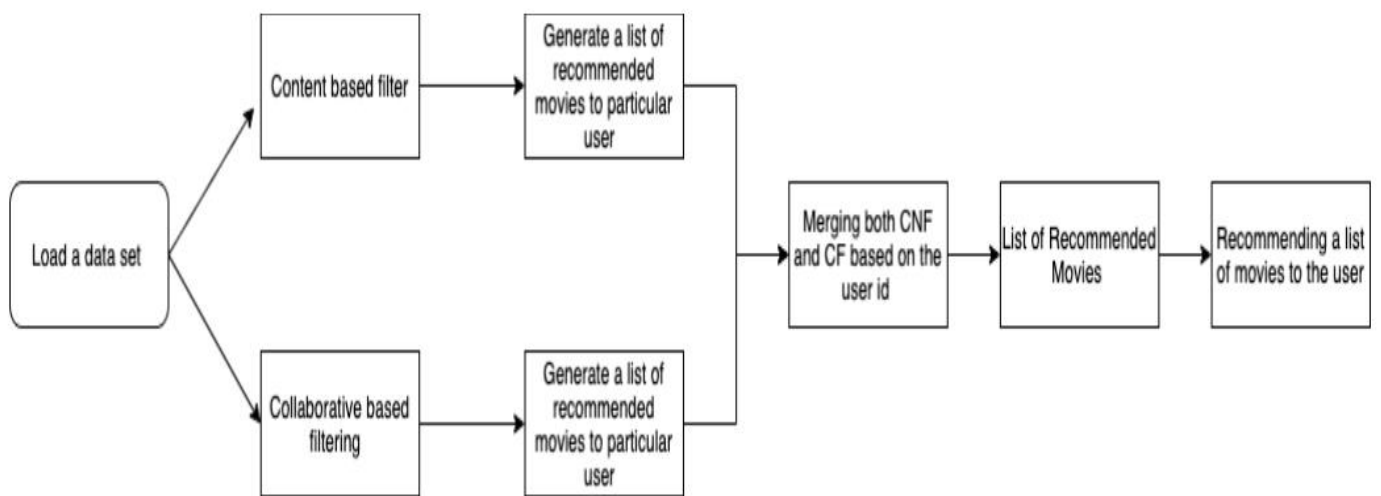 Load a data set
Content based filter
Generate a list of
recommended
movies to particular
user
Collaborative based
filtering
Generate a list of
recommended
movies to particular
user
Merging both CNF
and CF based on the
user id
List of Recommended
Movies
Recommending a list
of movies to the user